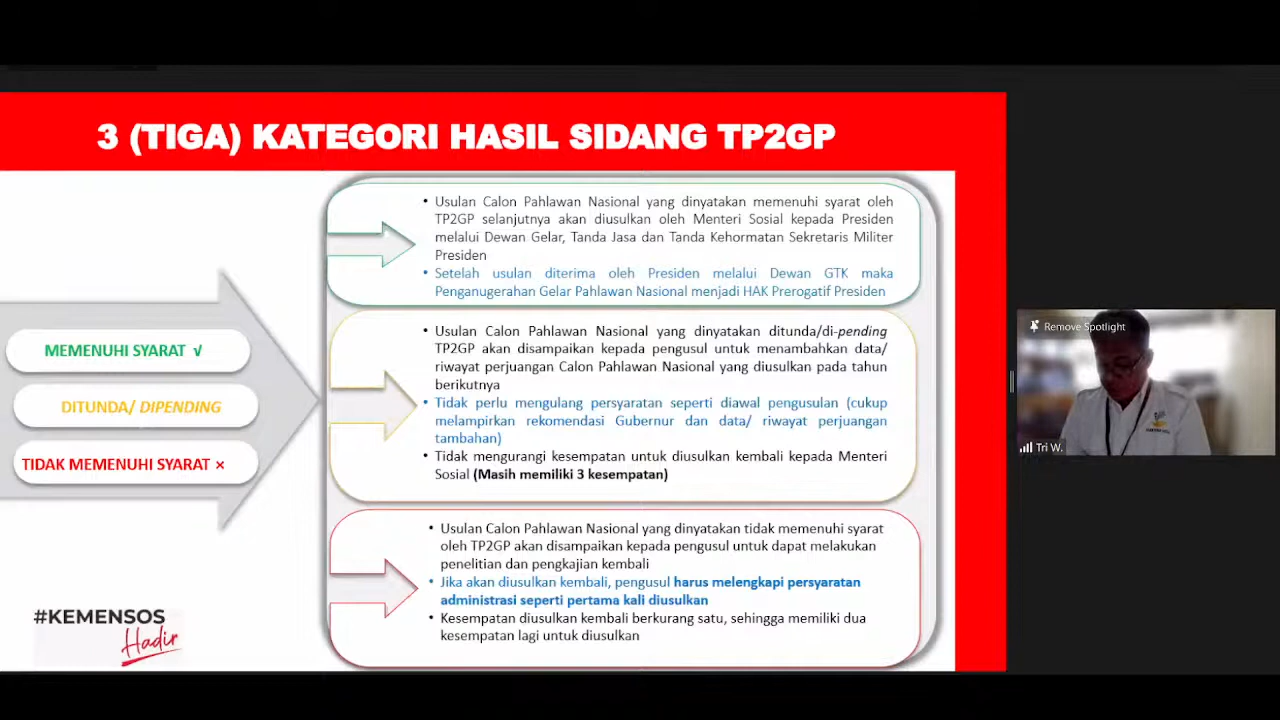 3 (TIGA) KATEGORI HASIL SIDANG TP2GP
MEMENUHI SYARAT √
DITUNDA/ DIPENDING
TIDAK MEMENUHI SYARAT ×
• Usulan Calon Pahlawan Nasional yang dinyatakan memenuhi syarat oleh
TP2GP selanjutnya akan diusulkan oleh Menteri Sosial kepada Presiden
melalui Dewan Gelar, Tanda Jasa dan Tanda Kehormatan Sekretaris Militer
Presiden
• Setelah usulan diterima oleh Presiden melalui Dewan GTK maka
Penganugerahan Gelar Pahlawan Nasional menjadi HAK Prerogatif Presiden
• Usulan Calon Pahlawan Nasional yang dinyatakan ditunda/di-pending
TP2GP akan disampaikan kepada pengusul untuk menambahkan data/
riwayat perjuangan Calon Pahlawan Nasional yang diusulkan pada tahun
berikutnya
• Tidak perlu mengulang persyaratan seperti diawal pengusulan (cukup
melampirkan rekomendasi Gubernur dan data/ riwayat perjuangan
tambahan)
• Tidak mengurangi kesempatan untuk diusulkan kembali kepada Menteri
Sosial (Masih memiliki 3 kesempatan)
• Usulan Calon Pahlawan Nasional yang dinyatakan tidak memenuhi syarat
oleh TP2GP akan disampaikan kepada pengusul untuk dapat melakukan
penelitian dan pengkajian kembali
• Jika akan diusulkan kembali, pengusul harus melengkapi persyaratan
administrasi seperti pertama kali diusulkan
• Kesempatan diusulkan kembali berkurang satu, sehingga memiliki dua
kesempatan lagi untuk diusulkan
#KEMENSOS
Hadir
Remove Spotlight
Tri W.